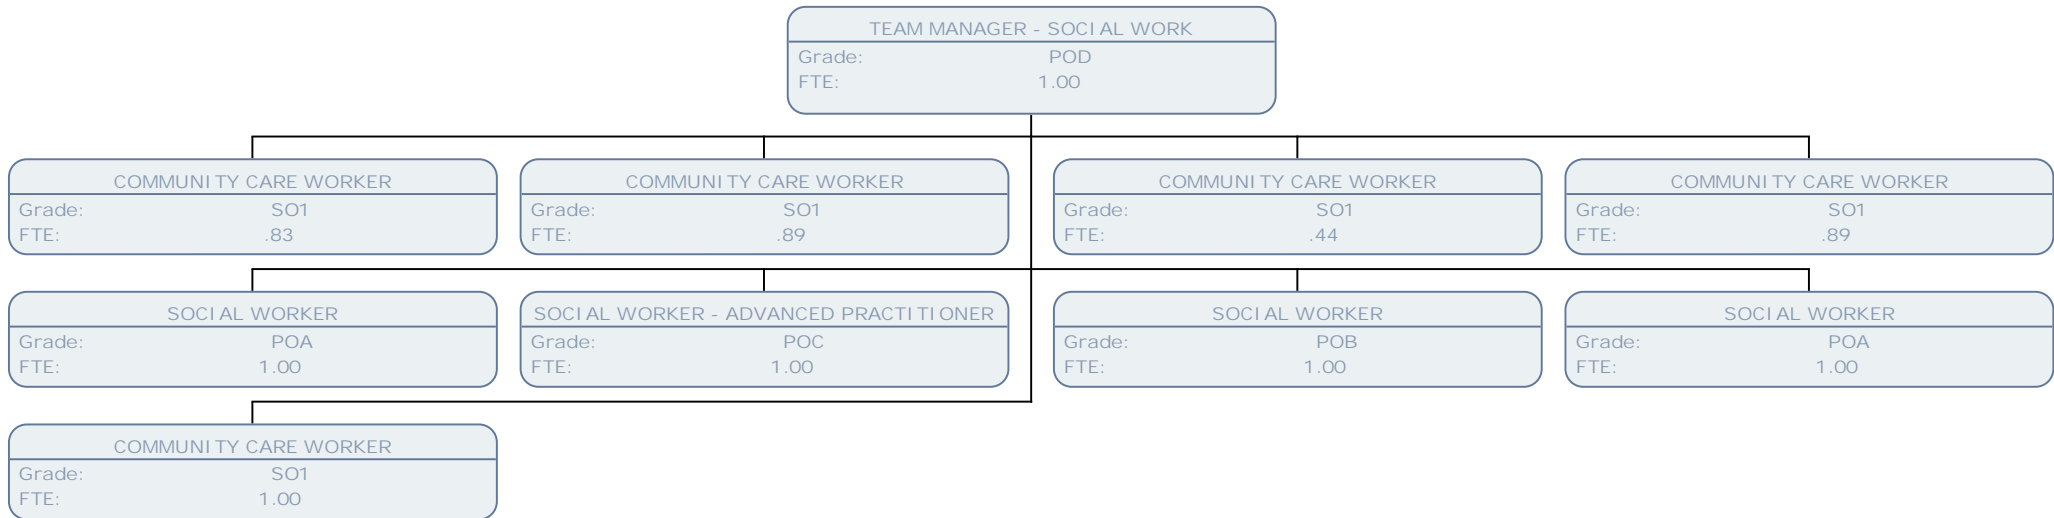 TEAM MANAGER - SOCIAL WORK
Grade: POD
FTE: 1.00
COMMUNITY CARE WORKER
Grade: SO1
FTE: .83
COMMUNITY CARE WORKER
Grade: SO1
FTE: .89
COMMUNITY CARE WORKER
Grade: SO1
FTE: .44
COMMUNITY CARE WORKER
Grade: SO1
FTE: .89
SOCIAL WORKER
Grade: POA
FTE: 1.00
SOCIAL WORKER - ADVANCED PRACTITIONER
Grade: POC
FTE: 1.00
SOCIAL WORKER
Grade: POB
FTE: 1.00
SOCIAL WORKER
Grade: POA
FTE: 1.00
COMMUNITY CARE WORKER
Grade: SO1
FTE: 1.00